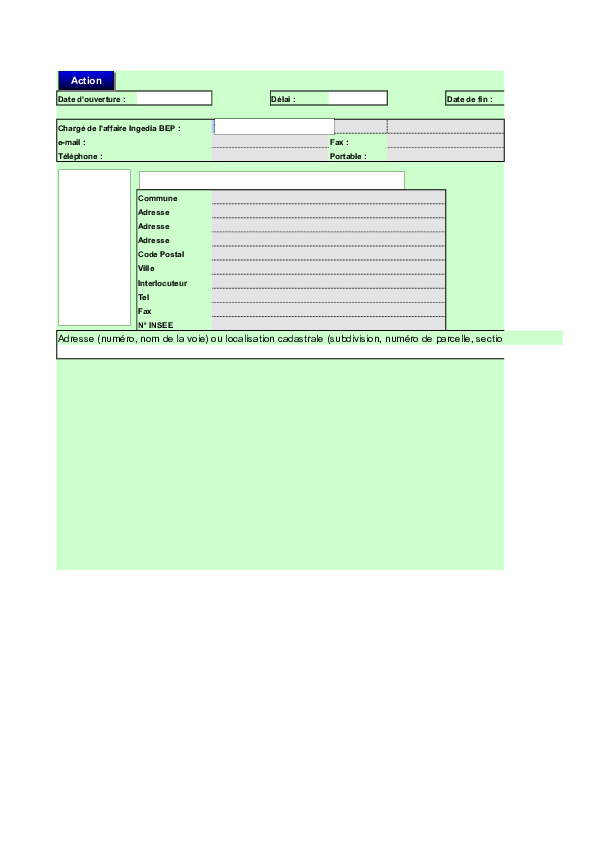 Action
Date d'ouverture : Délai : Date de fin :
Chargé de l'affaire Ingedia BEP :
e-mail : Fax :
Téléphone : Portable :
Commune
Adresse
Adresse
Adresse
Code Postal
Ville
Interlocuteur
Tel
Fax
N° INSEE
Adresse (numéro, nom de la voie) ou localisation cadastrale (subdivision, numéro de parcelle, sectio